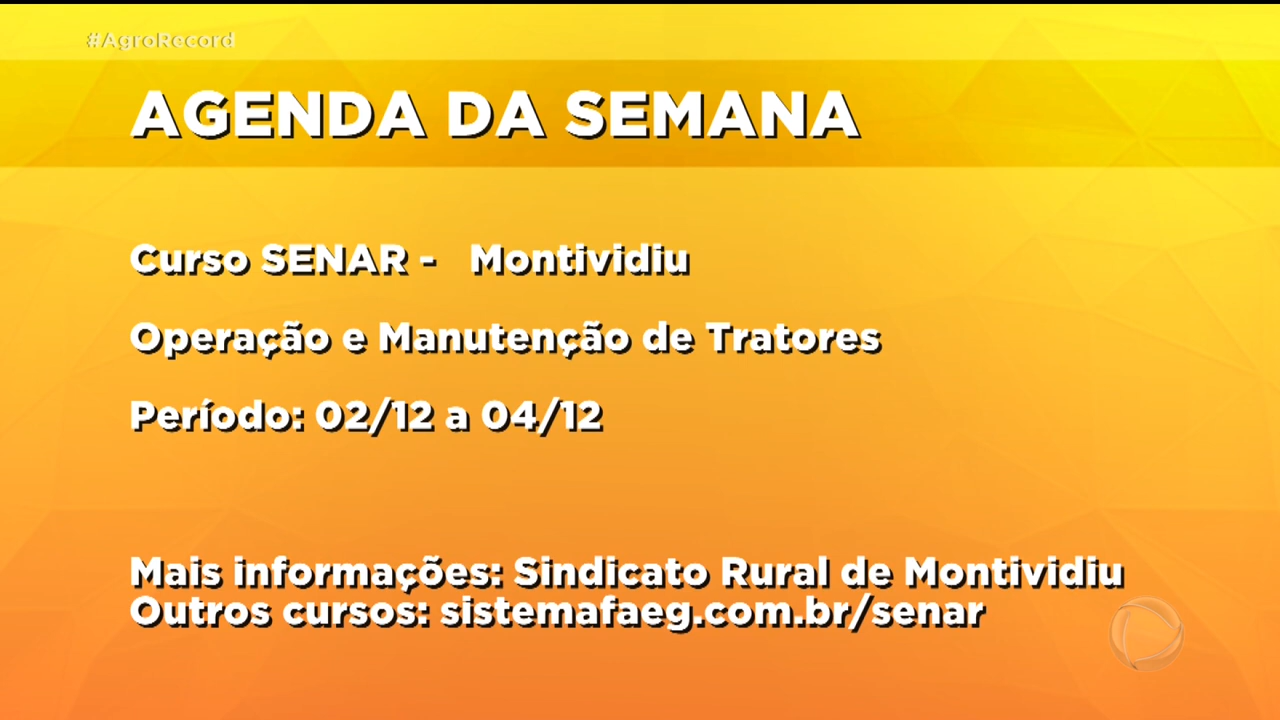 #AgroRecord
AGENDA DA SEMANA
Curso SENAR - Montividiu
Operação e Manutenção de Tratores
Período: 02/12 a 04/12
Mais informações: Sindicato Rural de Montividiu
Outros cursos: sistemafaeg.com.br/senar